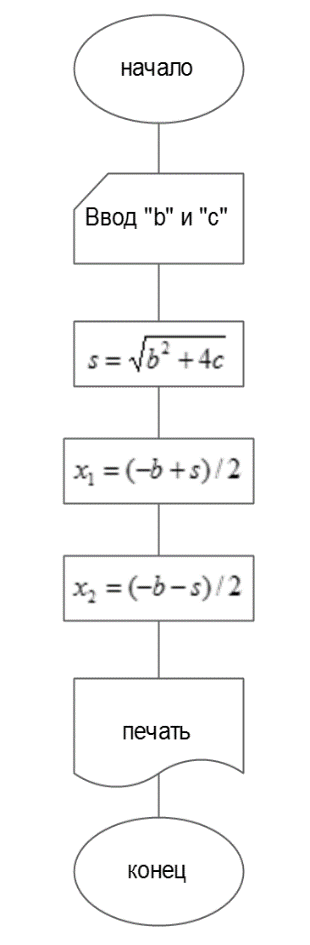 начало
Ввод "b" и "c"
s = √b² + 4c
x₁ = (−b + s) / 2
x₂ = (−b − s) / 2
печать
конец